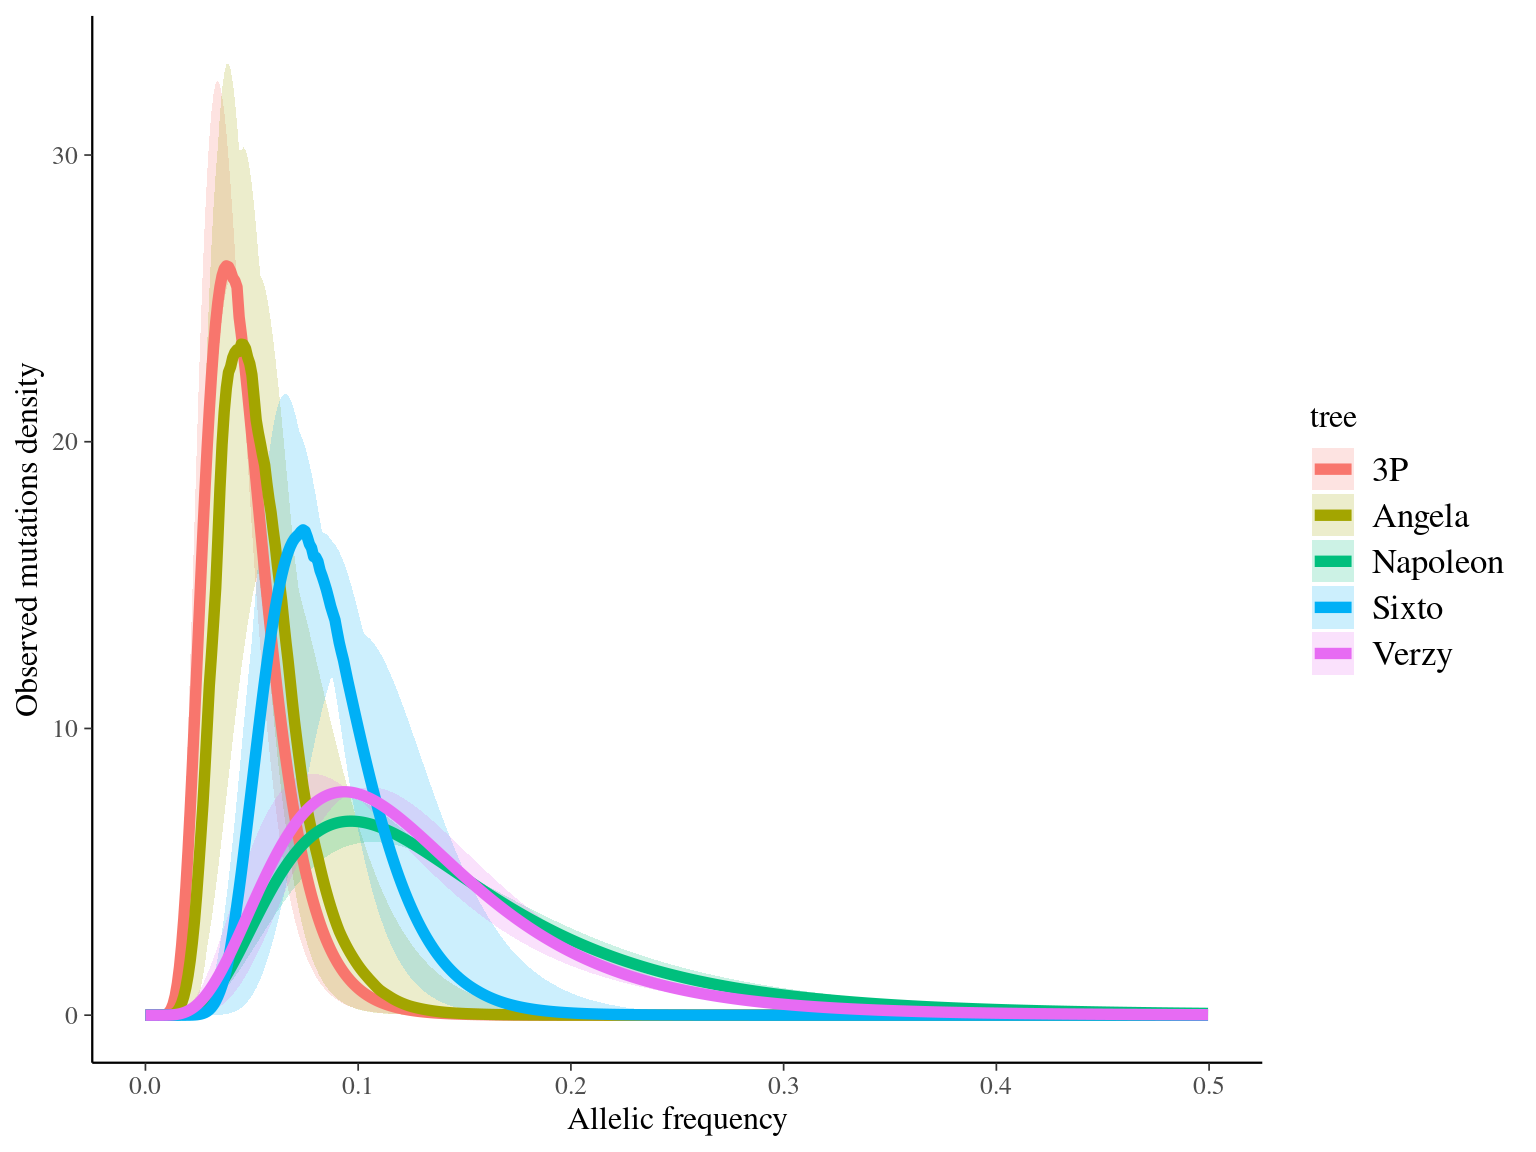 Observed mutations density
30
20
10
0
0.0 0.1 0.2 0.3 0.4 0.5
Allelic frequency
tree
3P
Angela
Napoleon
Sixto
Verzy